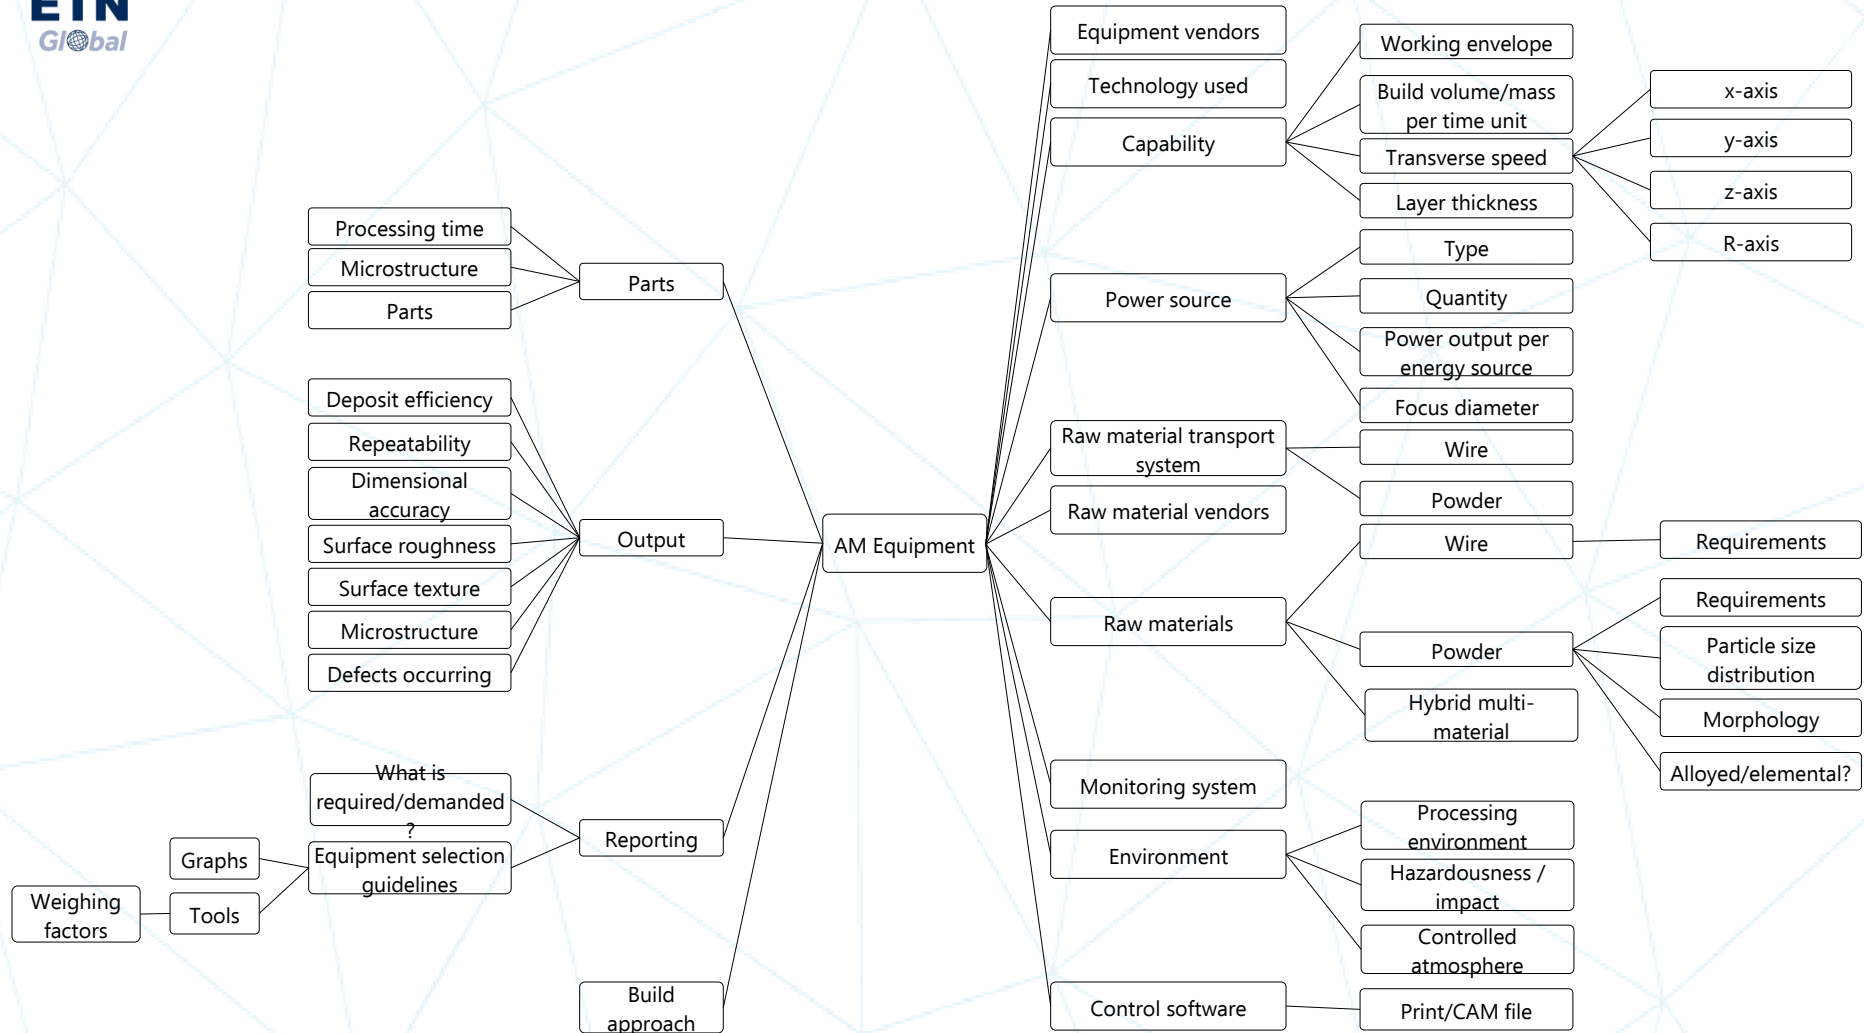 ETN
Global
Equipment vendors
Technology used
Capability
Working envelope
Build volume/mass
per time unit
Transverse speed
Layer thickness
x-axis
y-axis
z-axis
R-axis
Processing time
Microstructure
Parts
Parts
Power source
Type
Quantity
Power output per
energy source
Focus diameter
Deposit efficiency
Repeatability
Dimensional
accuracy
Surface roughness
Surface texture
Microstructure
Defects occurring
Output
AM Equipment
Raw material transport
system
Wire
Powder
Raw material vendors
Raw materials
Wire
Requirements
Powder
Requirements
Particle size
distribution
Morphology
Alloyed/elemental?
Hybrid multi-
material
What is
required/demanded
?
Equipment selection
guidelines
Reporting
Graphs
Tools
Weighing
factors
Build
approach
Monitoring system
Environment
Processing
environment
Hazardousness /
impact
Controlled
atmosphere
Control software
Print/CAM file